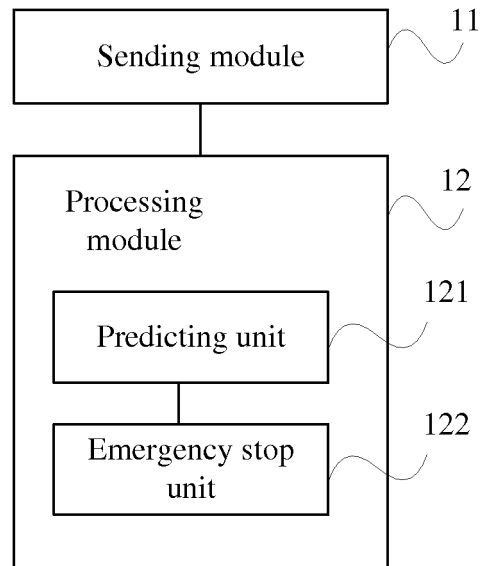 11
Sending module
12
Processing
module
121
Predicting unit
122
Emergency stop
unit